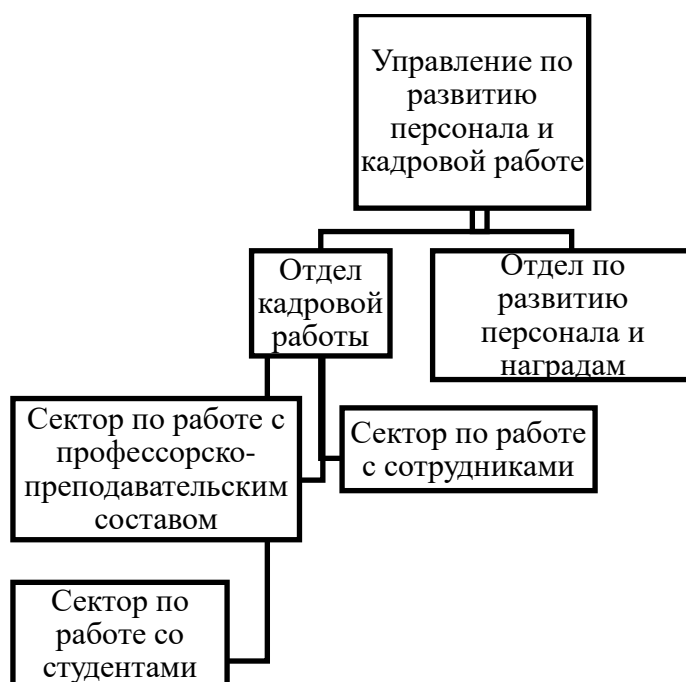 Управление по
развитию
персонала и
кадровой работе
Отдел
кадровой
работы
Отдел по
развитию
персонала и
наградам
Сектор по работе с
профессорско-
преподавательским
составом
Сектор по работе
с сотрудниками
Сектор по
работе со
студентами